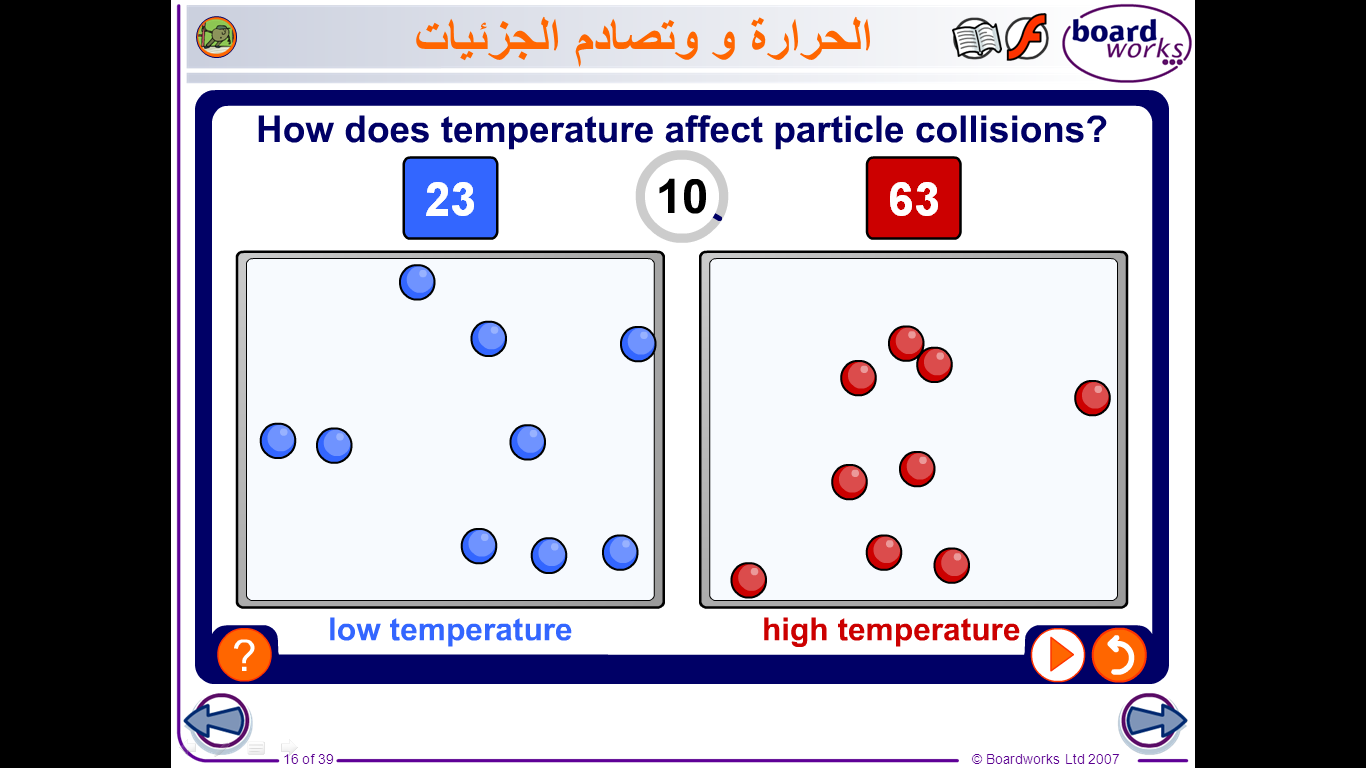 الحرارة و وتصادم الجزئيات
board
works
How does temperature affect particle collisions?
23
10
63
low temperature
high temperature
?
16 of 39
© Boardworks Ltd 2007